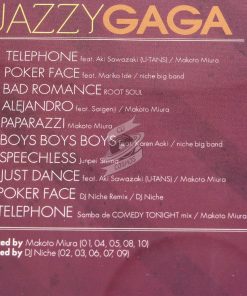 JAZZYGAGA
TELEPHONE feat. Aki Sawazaki (U-TANS) / Makoto Miura
POKER FACE feat. Mariko Ide / niche big band
BAD ROMANCE ROOT SOUL
ALEJANDRO feat. Saigenji / Makoto Miura
PAPARAZZI Makoto Miura
BOYS BOYS BOYS feat. Karen Aoki / niche big band
SPEECHLESS Junpei Shiina
JUST DANCE feat. Aki Sawazaki (U-TANS) / Makoto Miura
POKER FACE DJ Niche Remix / DJ Niche
TELEPHONE Samba de COMEDY TONIGHT mix / Makoto Miura
ed by Makoto Miura (01, 04, 05, 08, 10)
ed by DJ Niche (02, 03, 06, 07, 09)